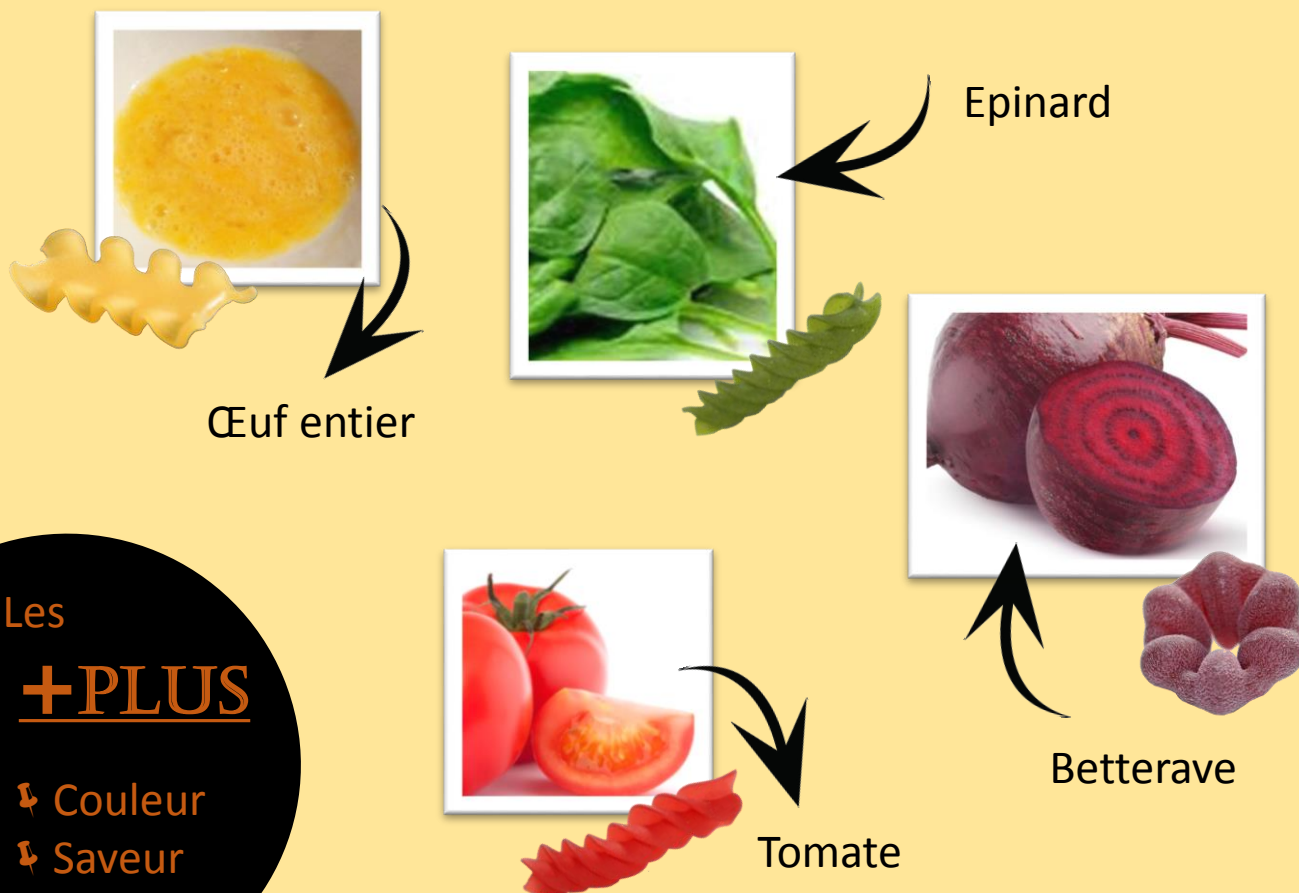 Epinard
Œuf entier
Les
+PLUS
Couleur
Saveur
Betterave
Tomate